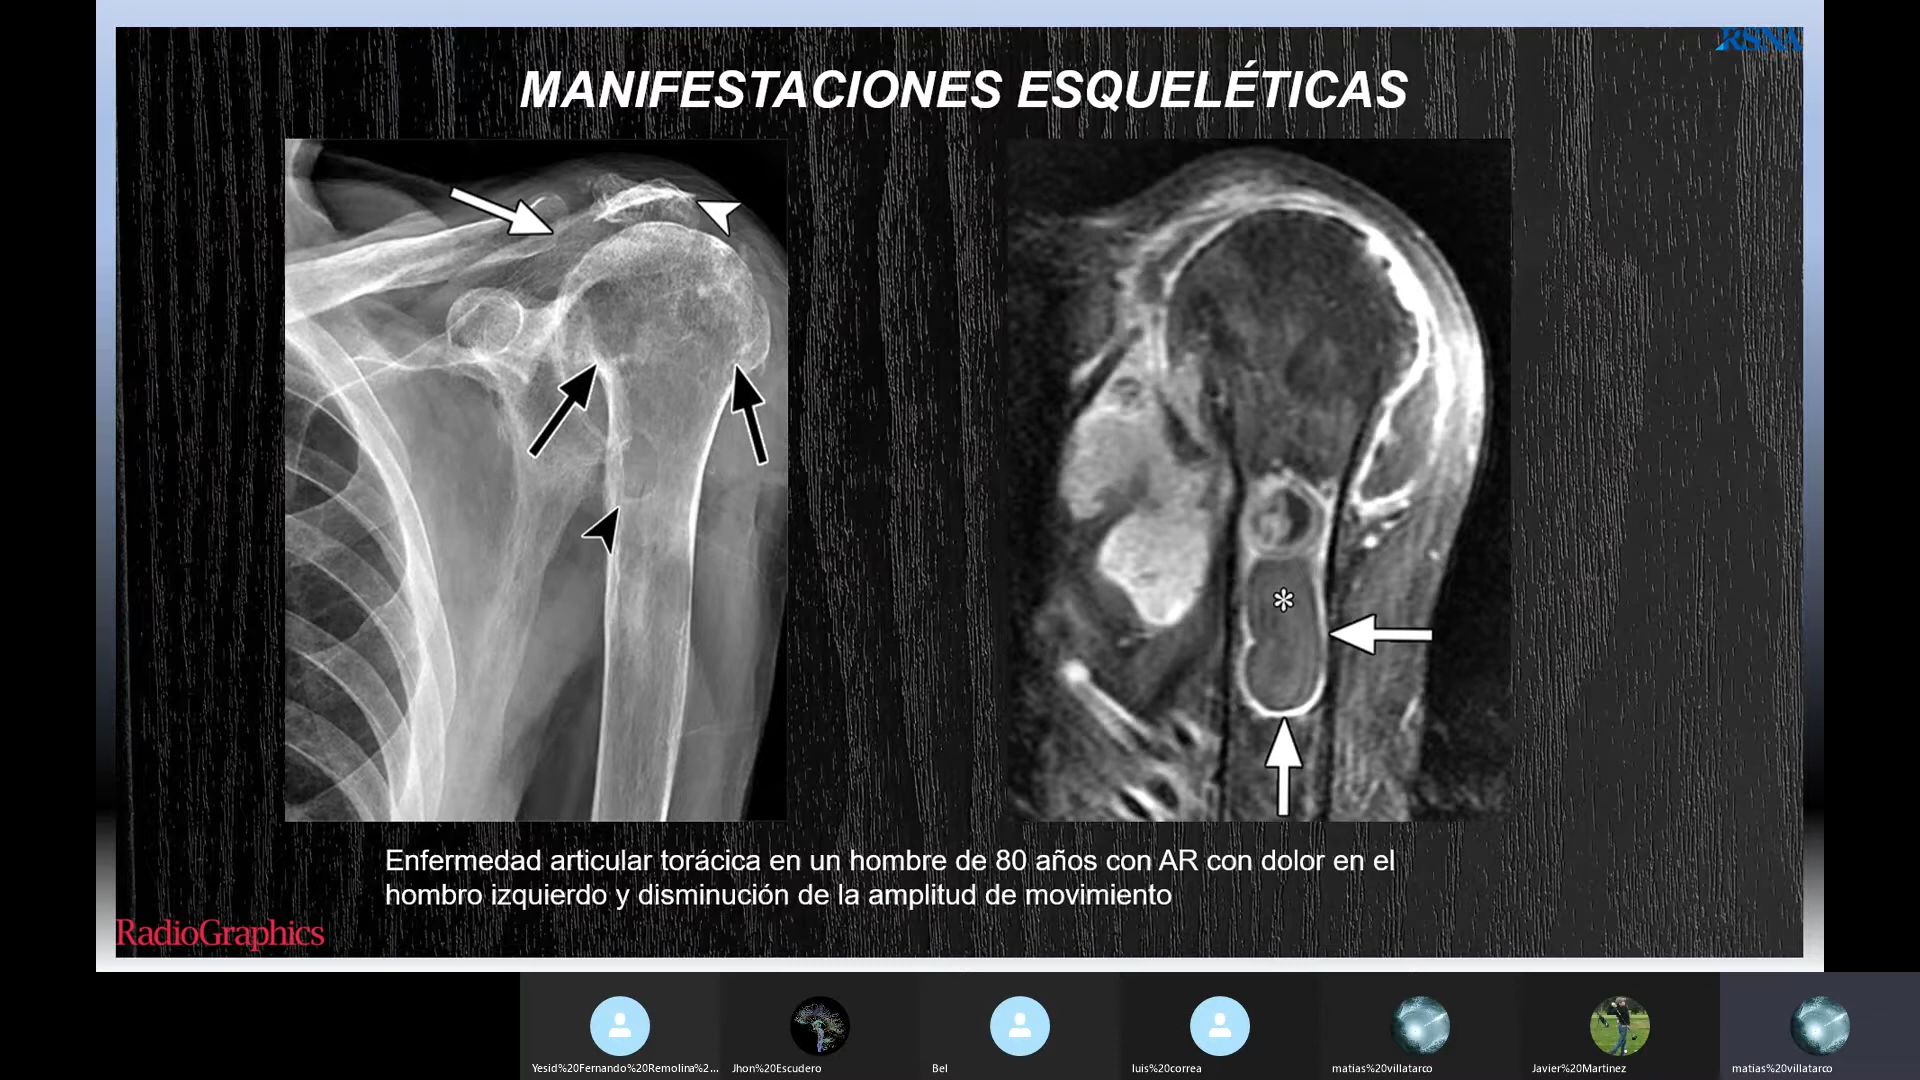 RSNA
MANIFESTACIONES ESQUELÉTICAS
*
Enfermedad articular torácica en un hombre de 80 años con AR con dolor en el
hombro izquierdo y disminución de la amplitud de movimiento
RadioGraphics
Yesid%20Fernando%20Remolina%2...
Jhon%20Escudero
Bel
luis%20correa
matias%20villatarco
Javier%20Martinez
matias%20villatarco